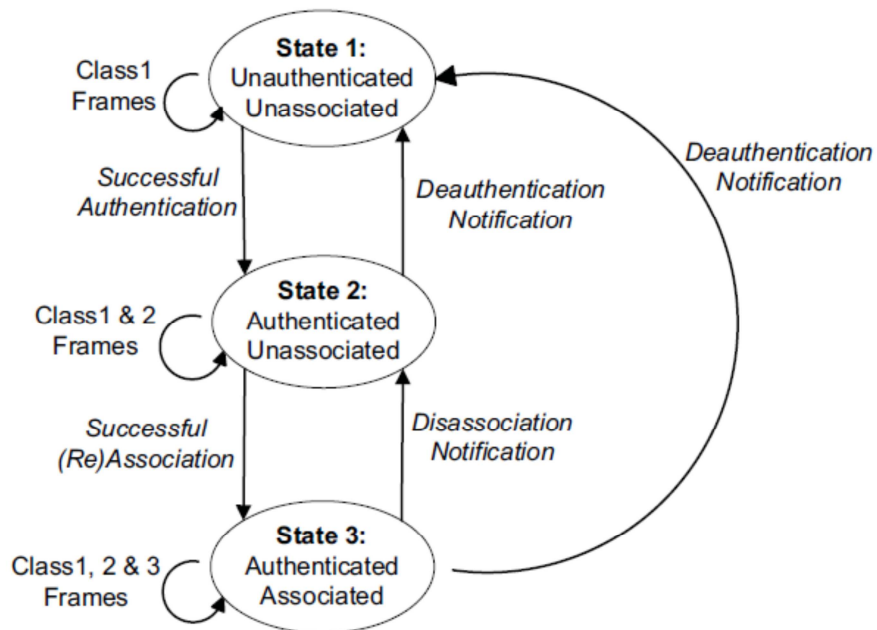 State 1:
Unauthenticated
Unassociated
Class1
Frames
Successful
Authentication
Deauthentication
Notification
Deauthentication
Notification
State 2:
Authenticated
Unassociated
Class1 & 2
Frames
Successful
(Re)Association
Disassociation
Notification
State 3:
Authenticated
Associated
Class1, 2 & 3
Frames